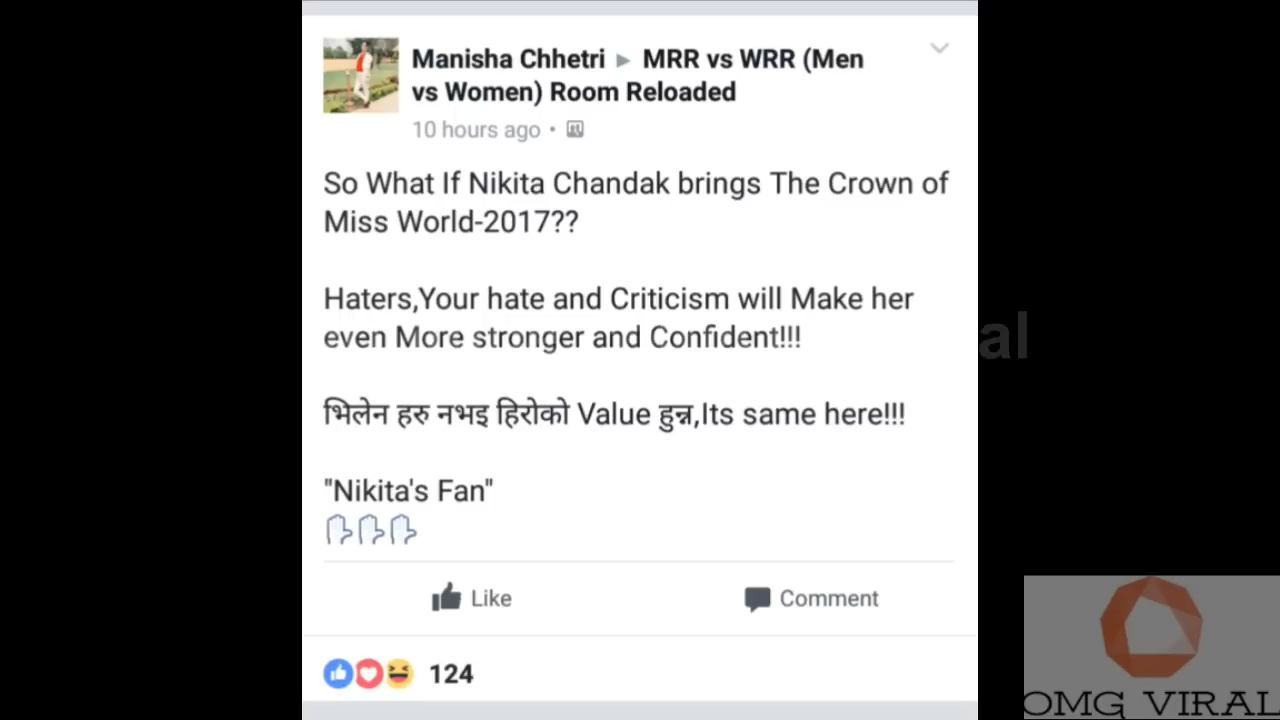 Manisha Chhetri ▸ MRR vs WRR (Men
vs Women) Room Reloaded
10 hours ago •
So What If Nikita Chandak brings The Crown of
Miss World-2017??
Haters,Your hate and Criticism will Make her
even More stronger and Confident!!!
भिलेन हरु नभइ हिरोको Value हुन्न,Its same here!!!
"Nikita's Fan"
Like
Comment
124
al
OMG VIRAL